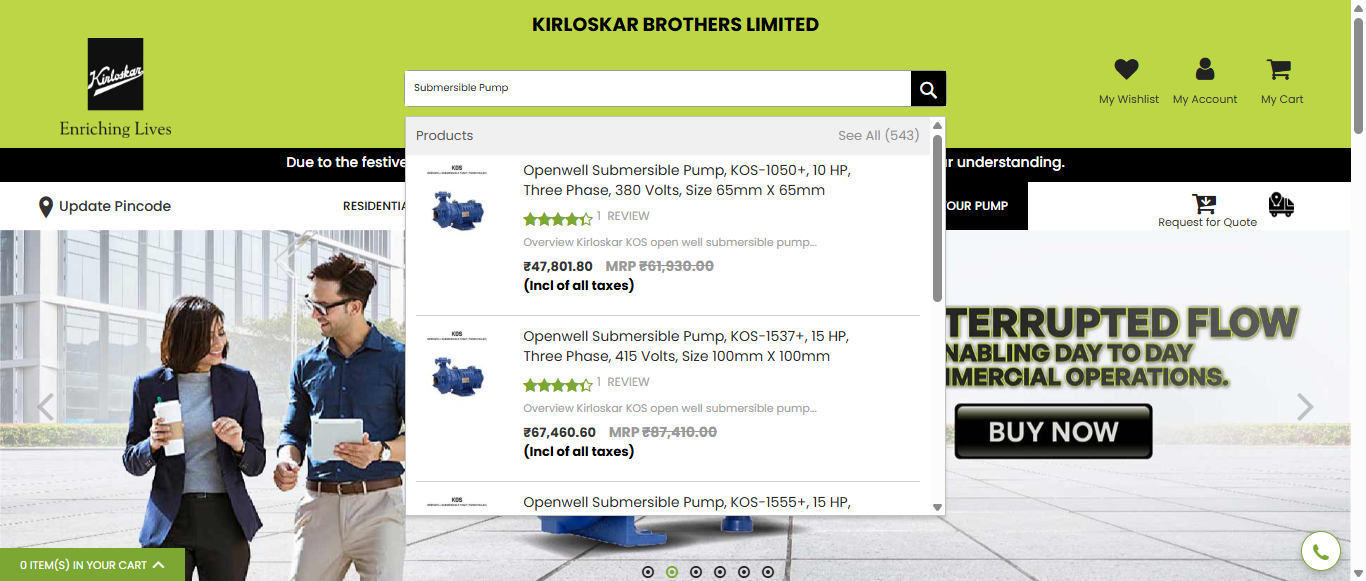 KIRLOSKAR BROTHERS LIMITED
Kirloskar
Enriching Lives
Submersible Pump
My Wishlist
My Account
My Cart
Products
See All (543)
Due to the festive
r understanding.
Update Pincode
RESIDENTIA
OUR PUMP
Request for Quote
KOS
Openwell Submersible Pump, KOS-1050+, 10 HP,
Three Phase, 380 Volts, Size 65mm X 65mm
1 REVIEW
Overview Kirloskar KOS open well submersible pump...
₹47,801.80 MRP ₹61,930.00
(Incl of all taxes)
KOS
Openwell Submersible Pump, KOS-1537+, 15 HP,
Three Phase, 415 Volts, Size 100mm X 100mm
1 REVIEW
Overview Kirloskar KOS open well submersible pump...
₹67,460.60 MRP ₹87,410.00
(Incl of all taxes)
KOS
Openwell Submersible Pump, KOS-1555+, 15 HP,
TERRUPTED FLOW
NABLING DAY TO DAY
MERCIAL OPERATIONS.
BUY NOW
0 ITEM(S) IN YOUR CART